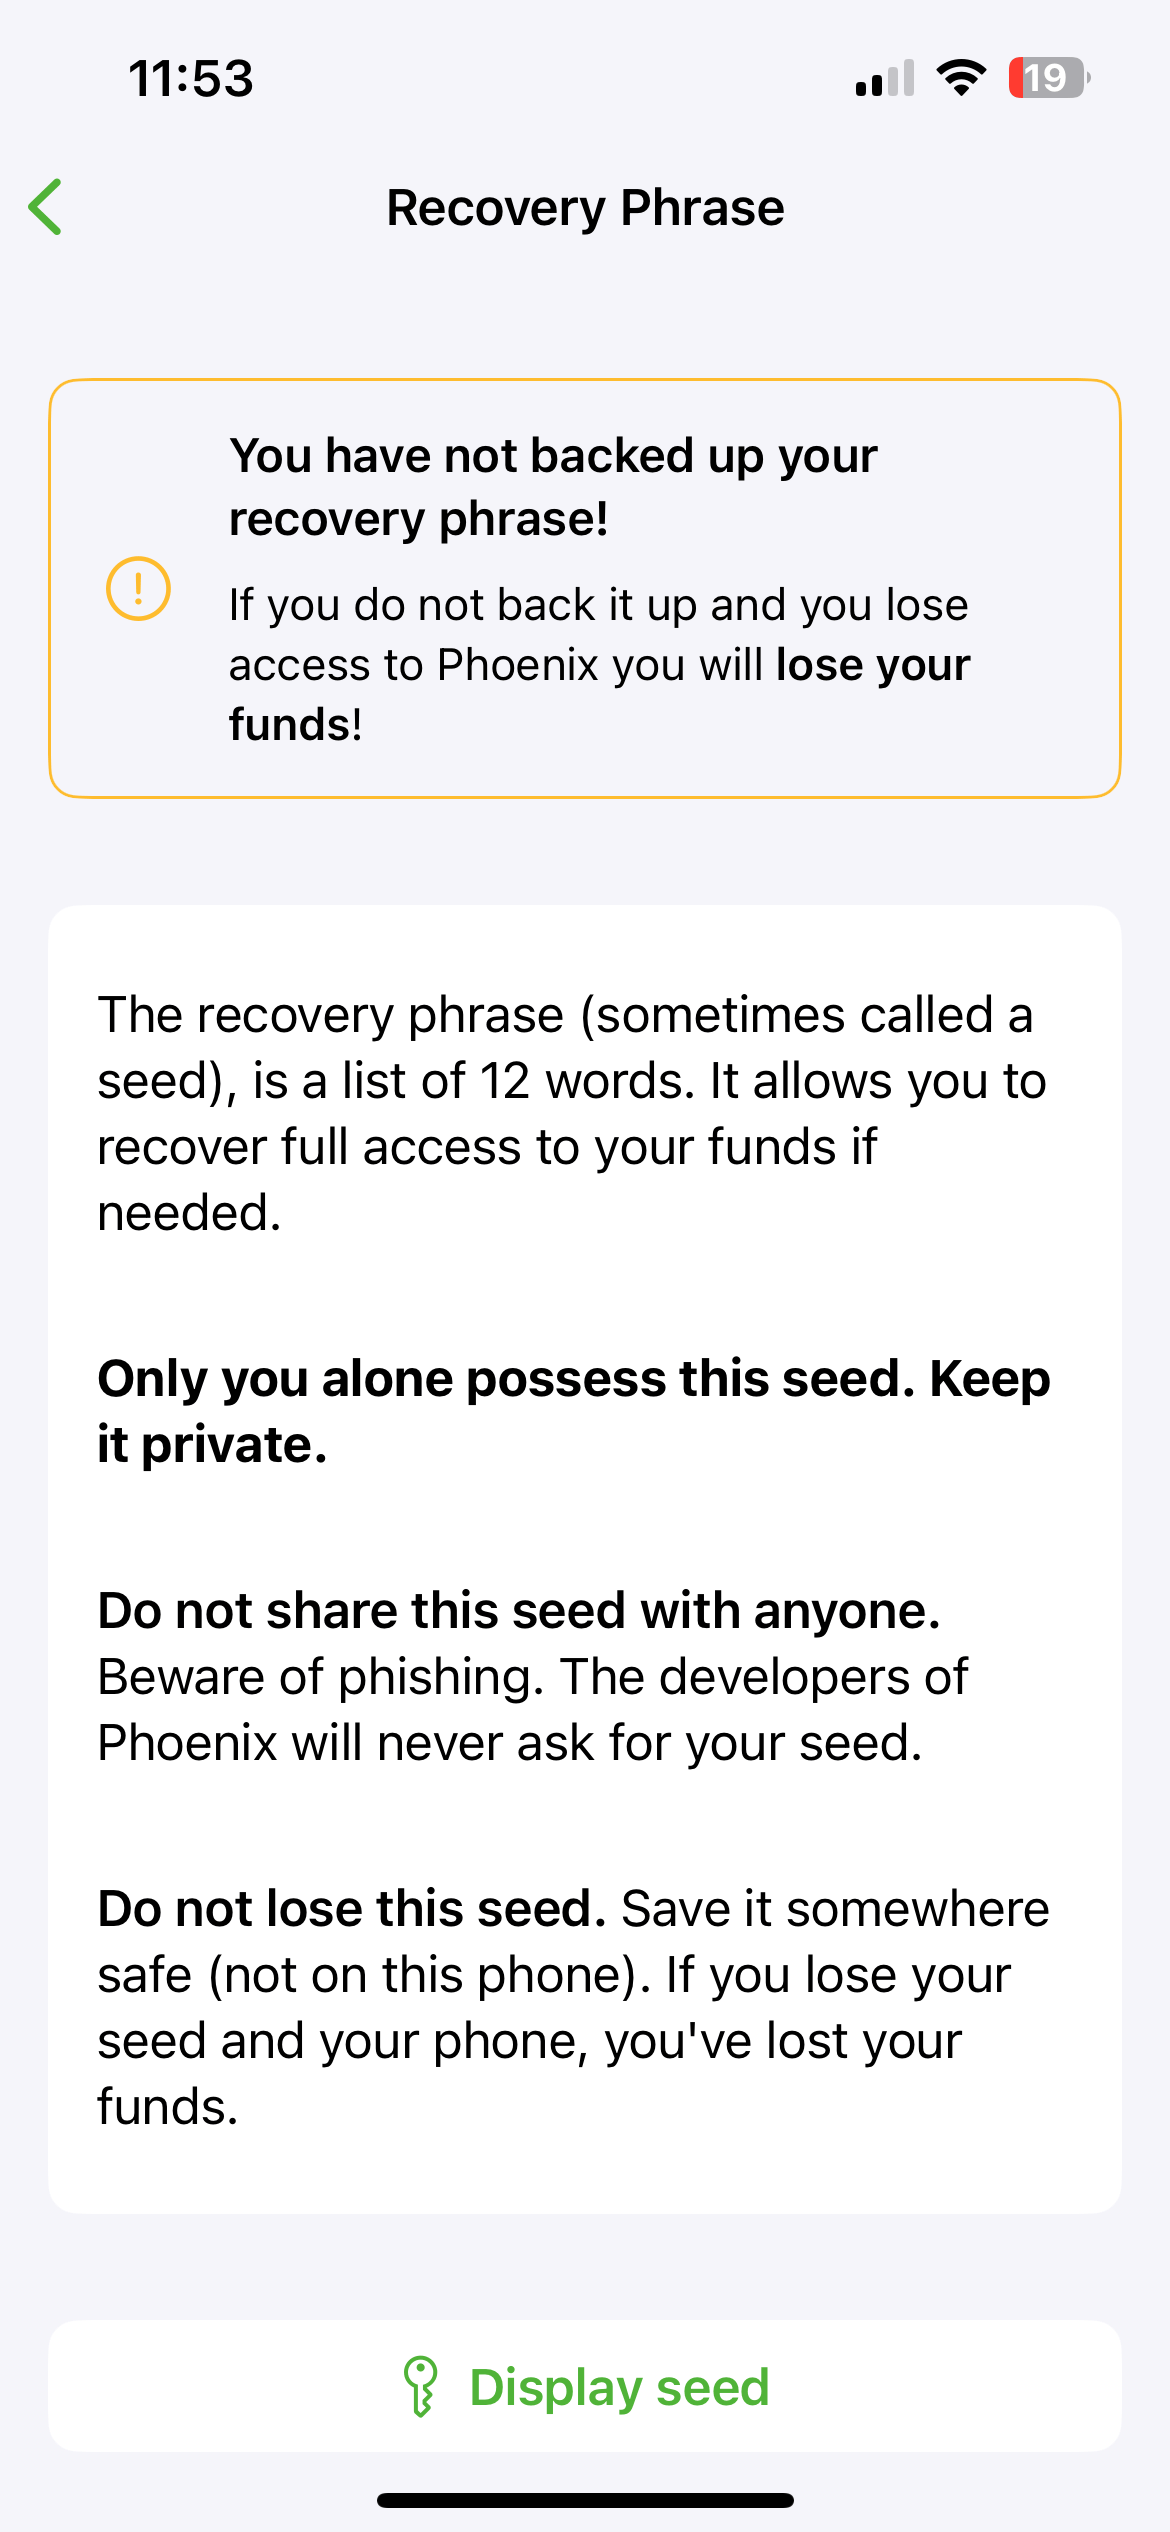 11:53
19
Recovery Phrase
You have not backed up your
recovery phrase!
If you do not back it up and you lose
access to Phoenix you will lose your
funds!
The recovery phrase (sometimes called a
seed), is a list of 12 words. It allows you to
recover full access to your funds if
needed.
Only you alone possess this seed. Keep
it private.
Do not share this seed with anyone.
Beware of phishing. The developers of
Phoenix will never ask for your seed.
Do not lose this seed. Save it somewhere
safe (not on this phone). If you lose your
seed and your phone, you've lost your
funds.
Display seed